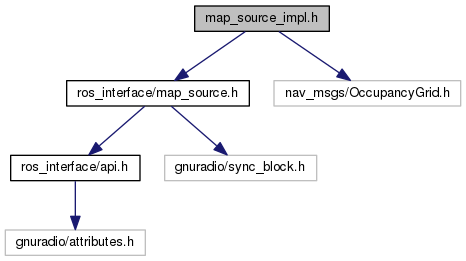 map_source_impl.h
ros_interface/map_source.h
nav_msgs/OccupancyGrid.h
ros_interface/api.h
gnuradio/sync_block.h
gnuradio/attributes.h